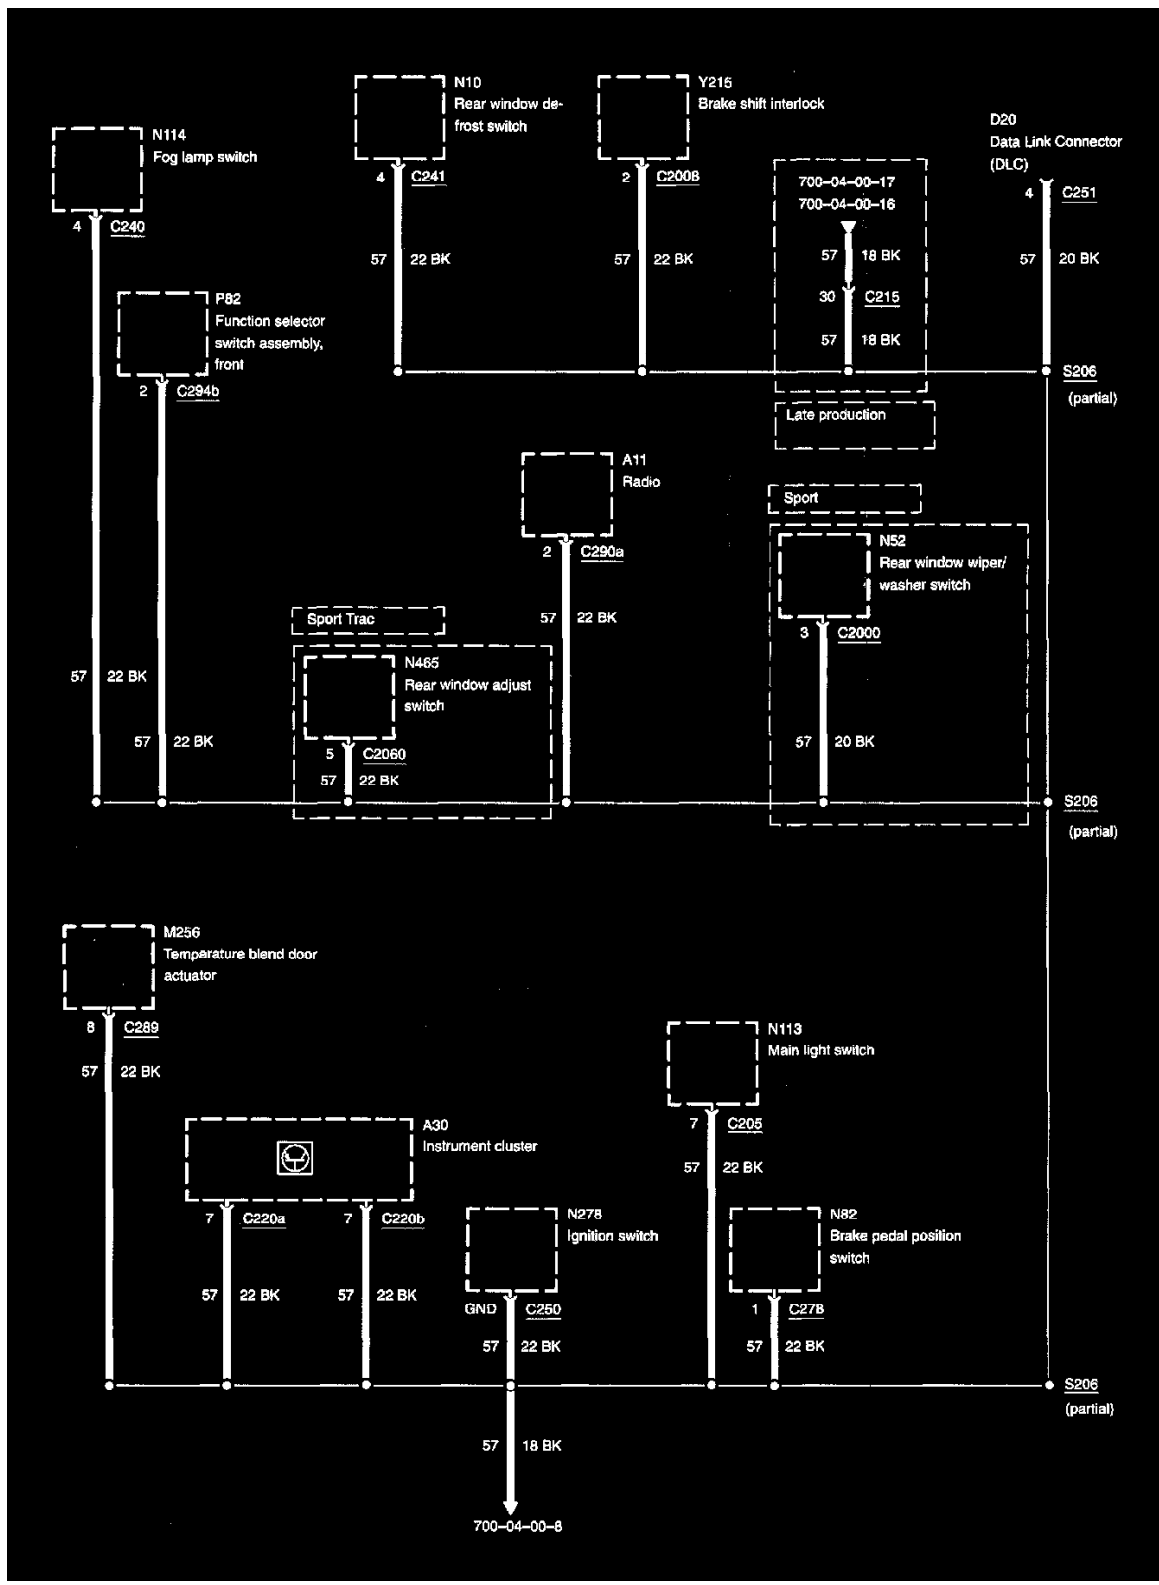 N10
Rear window de-
frost switch
4 C241
57 22 BK
Y215
Brake shift interlock
2 C2008
57 22 BK
D20
Data Link Connector
(DLC)
4 C251
57 20 BK
N114
Fog lamp switch
4 C240
700-04-00-17
700-04-00-16
57 18 BK
30 C215
57 18 BK
Late production
P82
Function selector
switch assembly,
front
2 C294b
S206
(partial)
A11
Radio
2 C290a
57 22 BK
Sport
N52
Rear window wiper/
washer switch
3 C2000
57 20 BK
Sport Trac
N465
Rear window adjust
switch
5 C2060
57 22 BK
57 22 BK
57 22 BK
S206
(partial)
M256
Temperature blend door
actuator
8 C289
57 22 BK
N113
Main light switch
7 C205
57 22 BK
A30
Instrument cluster
7 C220a
7 C220b
57 22 BK
57 22 BK
N278
Ignition switch
GND C250
57 22 BK
N82
Brake pedal position
switch
1 C278
57 22 BK
S206
(partial)
57 18 BK
700-04-00-8